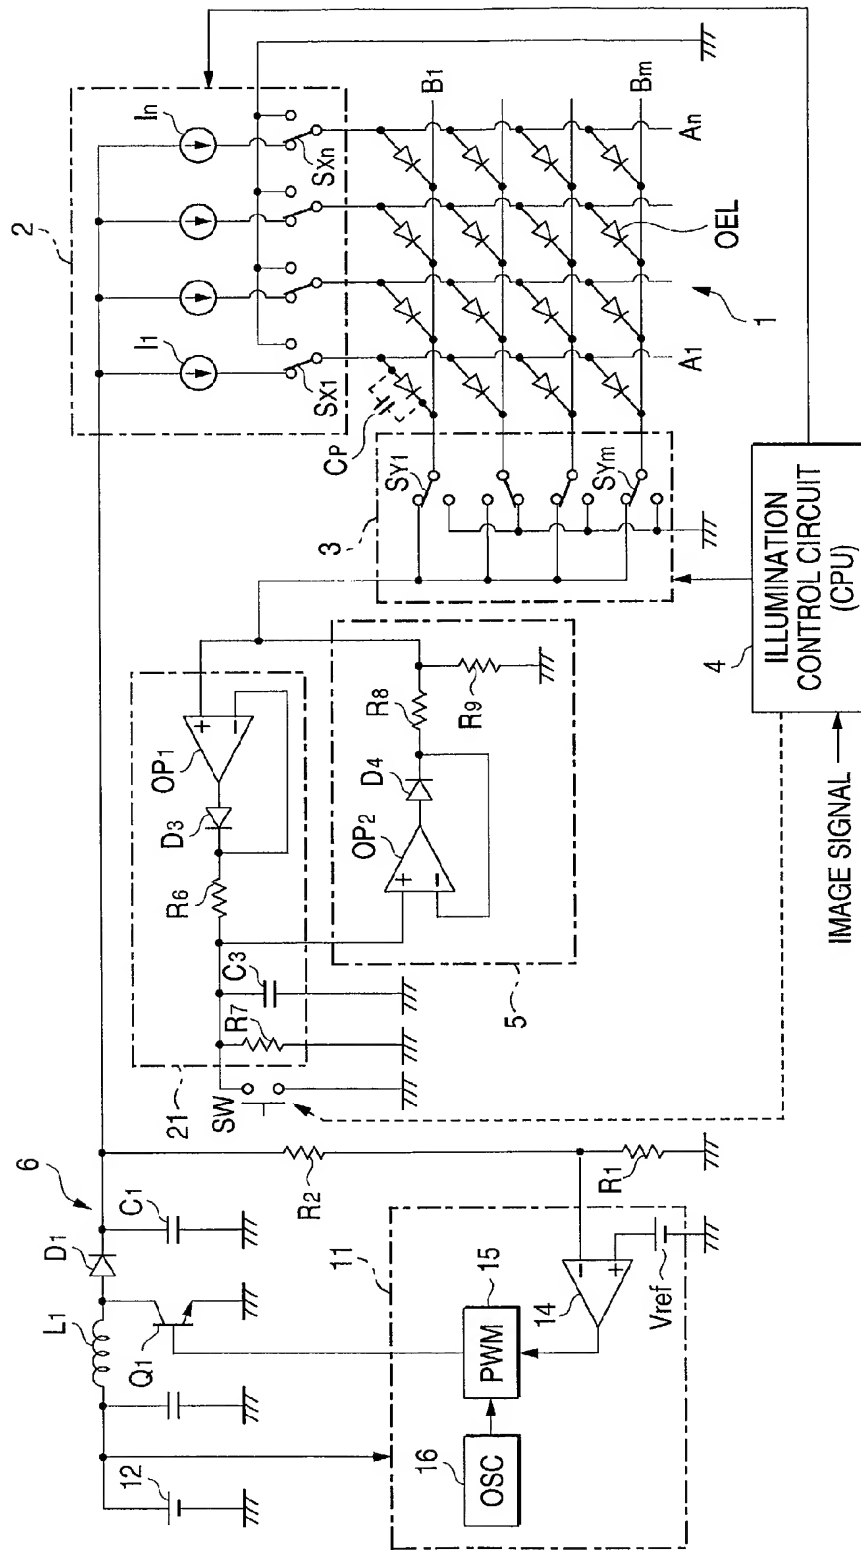 6
L1
D1
C1
Q1
12
R2
R1
11
16
OSC
15
PWM
14
Vref
21
SW
R7
C3
R6
D3
OP1
5
OP2
D4
R8
R9
2
I1
In
SX1
SXn
CP
3
SY1
SYm
B1
Bm
A1
An
OEL
1
4
ILLUMINATION
CONTROL CIRCUIT
(CPU)
IMAGE SIGNAL
+
−
+
−
−
+